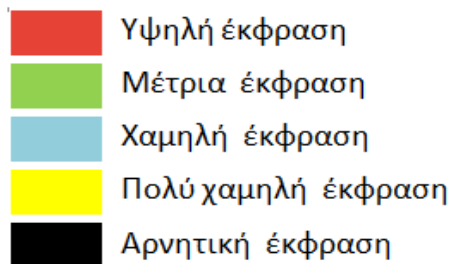 Υψηλή έκφραση
Μέτρια έκφραση
Χαμηλή έκφραση
Πολύ χαμηλή έκφραση
Αρνητική έκφραση